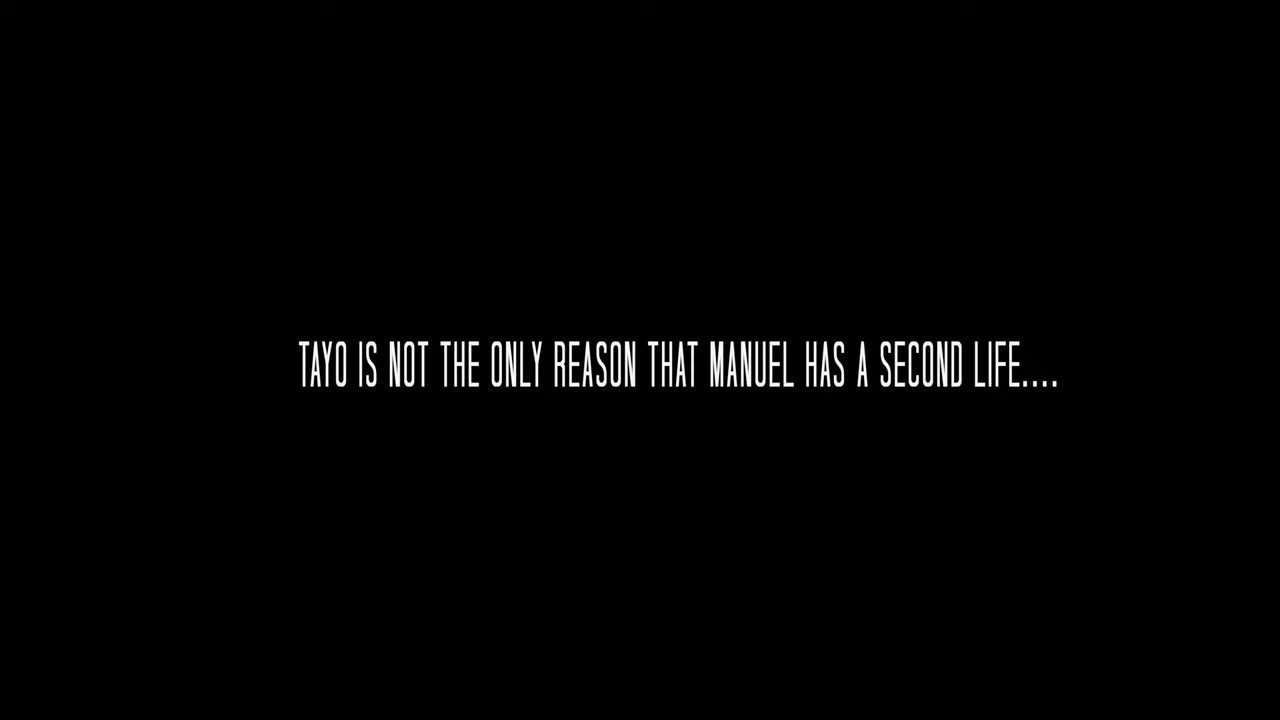 TAYO IS NOT THE ONLY REASON THAT MANUEL HAS A SECOND LIFE....